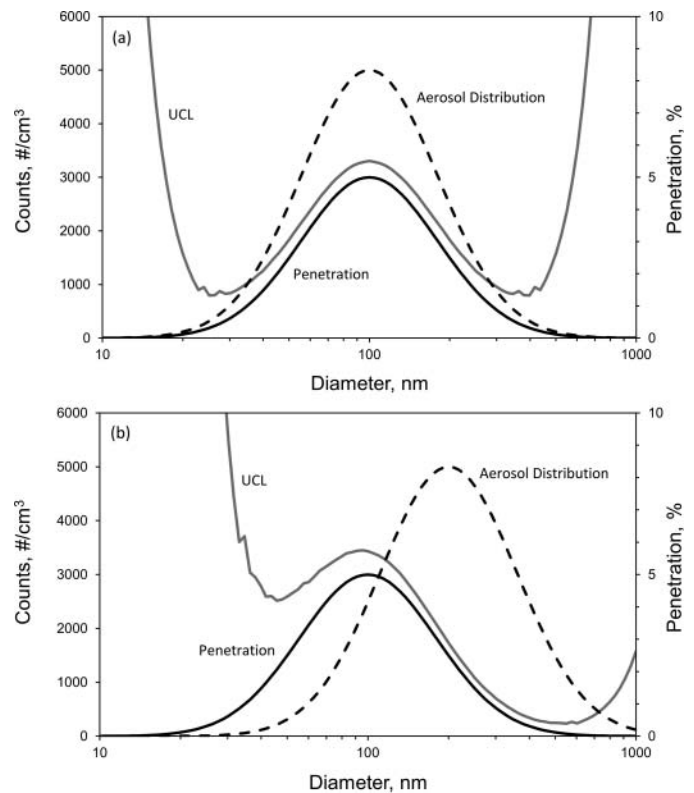 6000
5000
4000
3000
2000
1000
0
Counts, #/cm³
(a)
UCL
Aerosol Distribution
Penetration
10
5
0
Penetration, %
10
100
1000
Diameter, nm
6000
5000
4000
3000
2000
1000
0
Counts, #/cm³
(b)
UCL
Aerosol Distribution
Penetration
10
5
0
Penetration, %
10
100
1000
Diameter, nm